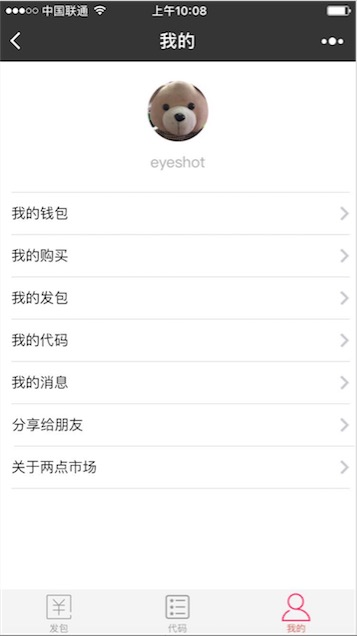 中国联通 上午10:08
我的
eyeshot
我的钱包
我的购买
我的发包
我的代码
我的消息
分享给朋友
关于两点市场
发包 代码 我的